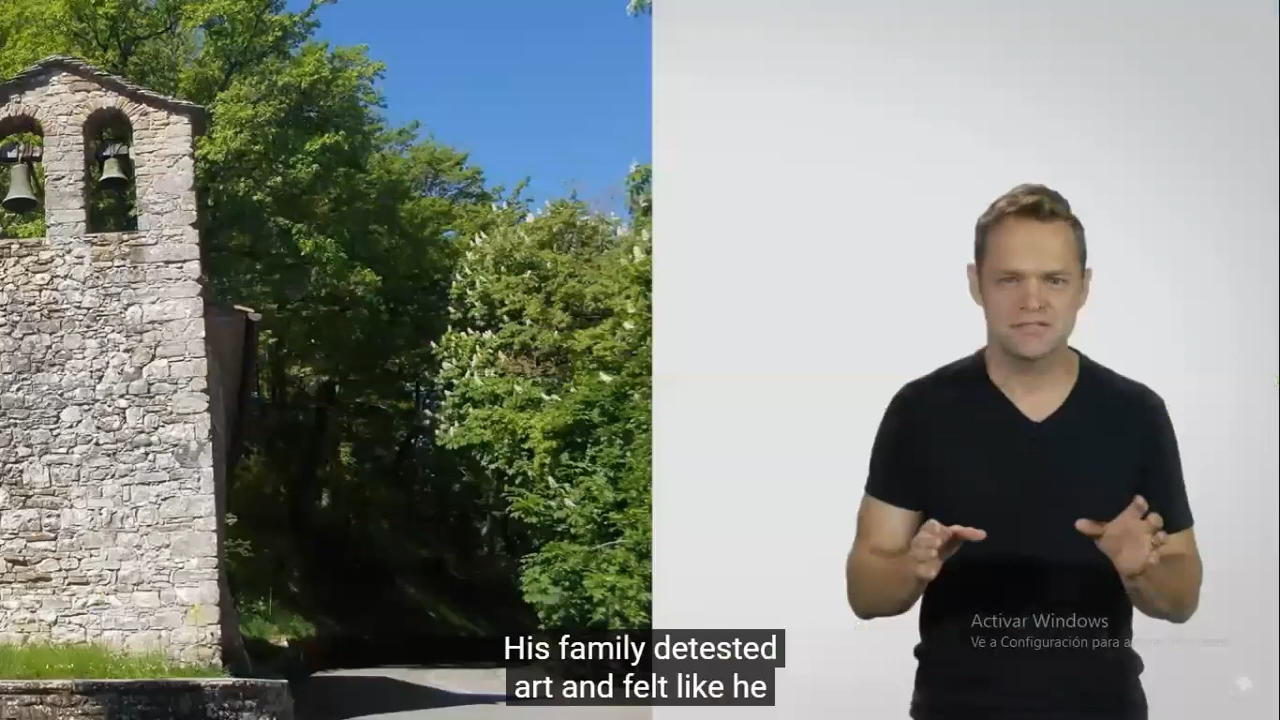 Activar Windows
Ve a Configuración para a
His family detested
art and felt like he